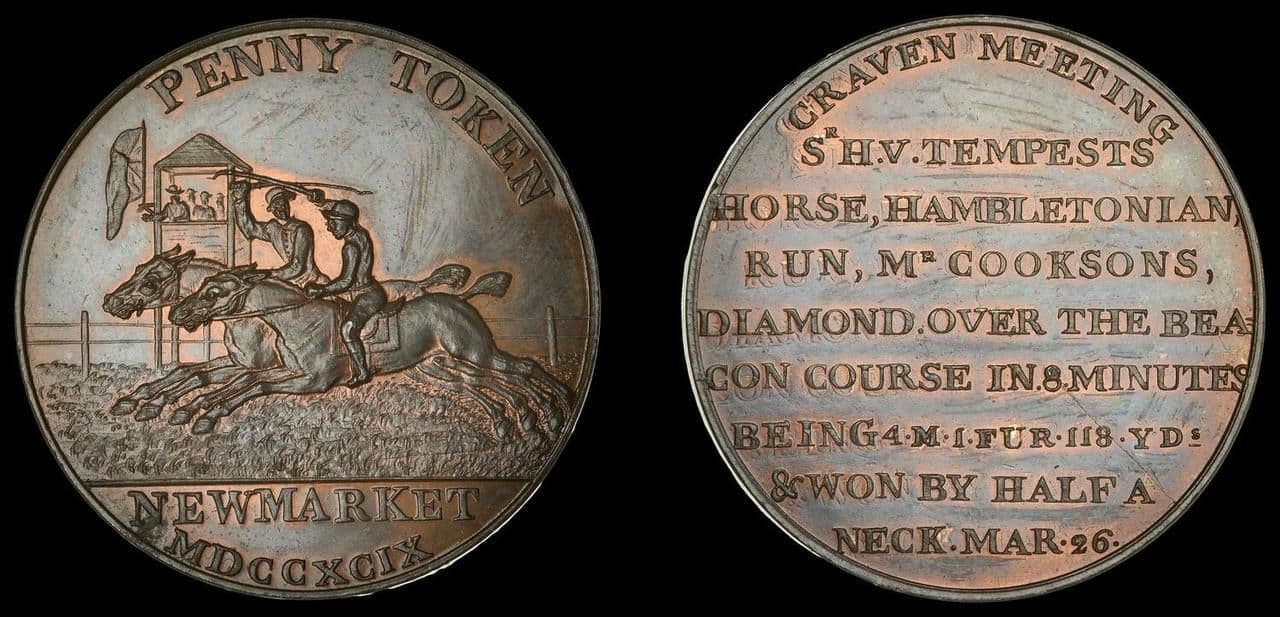 PENNY TOKEN
NEWMARKET
MDCCXCIX
CRAVEN MEETING
SR H.V.TEMPESTS
HORSE, HAMBLETONIAN,
RUN, MR COOKSONS,
DIAMOND.OVER THE BEA-
CON COURSE IN.8.MINUTES
BEING 4·M·1·FUR·118·YDs
& WON BY HALF A
NECK·MAR·26·